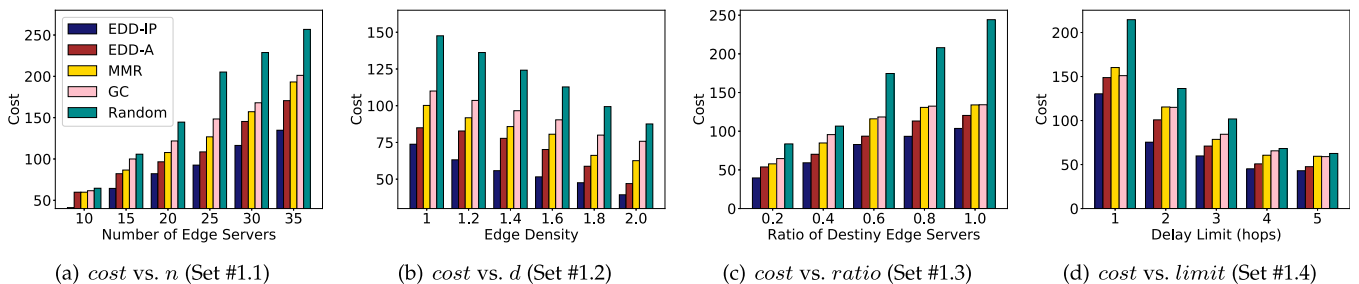 250
200
150
100
50
Cost
EDD-IP
EDD-A
MMR
GC
Random
10 15 20 25 30 35
Number of Edge Servers
(a) cost vs. n (Set #1.1)
150
125
100
75
50
Cost
1 1.2 1.4 1.6 1.8 2.0
Edge Density
(b) cost vs. d (Set #1.2)
250
200
150
100
50
0
Cost
0.2 0.4 0.6 0.8 1.0
Ratio of Destiny Edge Servers
(c) cost vs. ratio (Set #1.3)
200
150
100
50
0
Cost
1 2 3 4 5
Delay Limit (hops)
(d) cost vs. limit (Set #1.4)